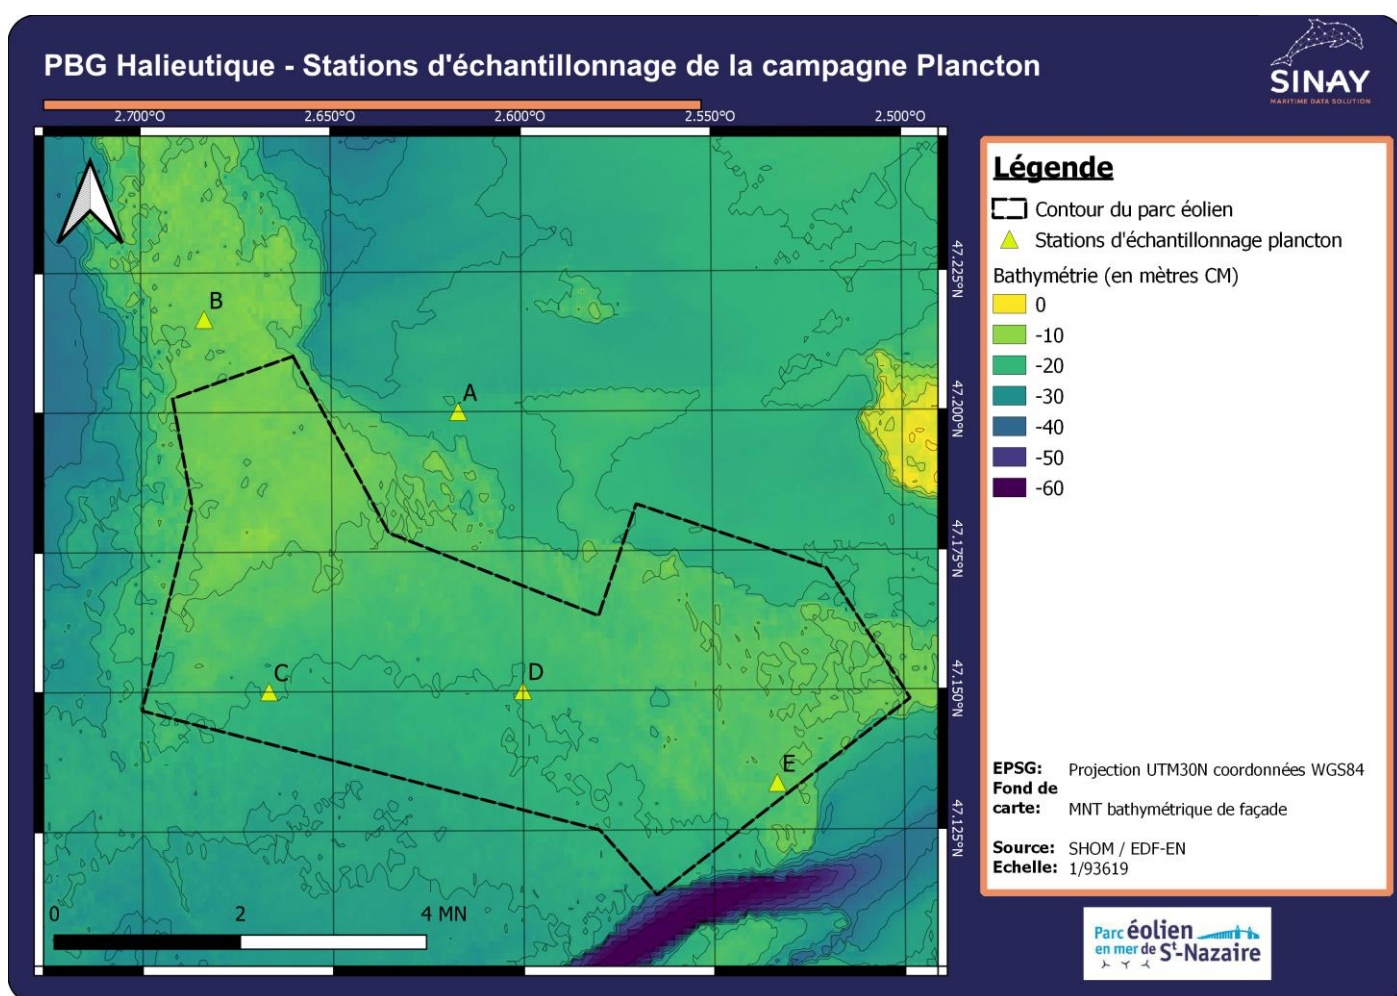 PBG Halieutique - Stations d'échantillonnage de la campagne Plancton
SINAY
MARITIME DATA SOLUTION
2.700°O 2.650°O 2.600°O 2.550°O 2.500°O
47.225°N
47.200°N
47.175°N
47.150°N
47.125°N
B
A
C
D
E
0 2 4 MN
Légende
Contour du parc éolien
Stations d'échantillonnage plancton
Bathymétrie (en mètres CM)
0
-10
-20
-30
-40
-50
-60
EPSG: Projection UTM30N coordonnées WGS84
Fond de
carte: MNT bathymétrique de façade
Source: SHOM / EDF-EN
Echelle: 1/93619
Parc éolien
en mer de St-Nazaire